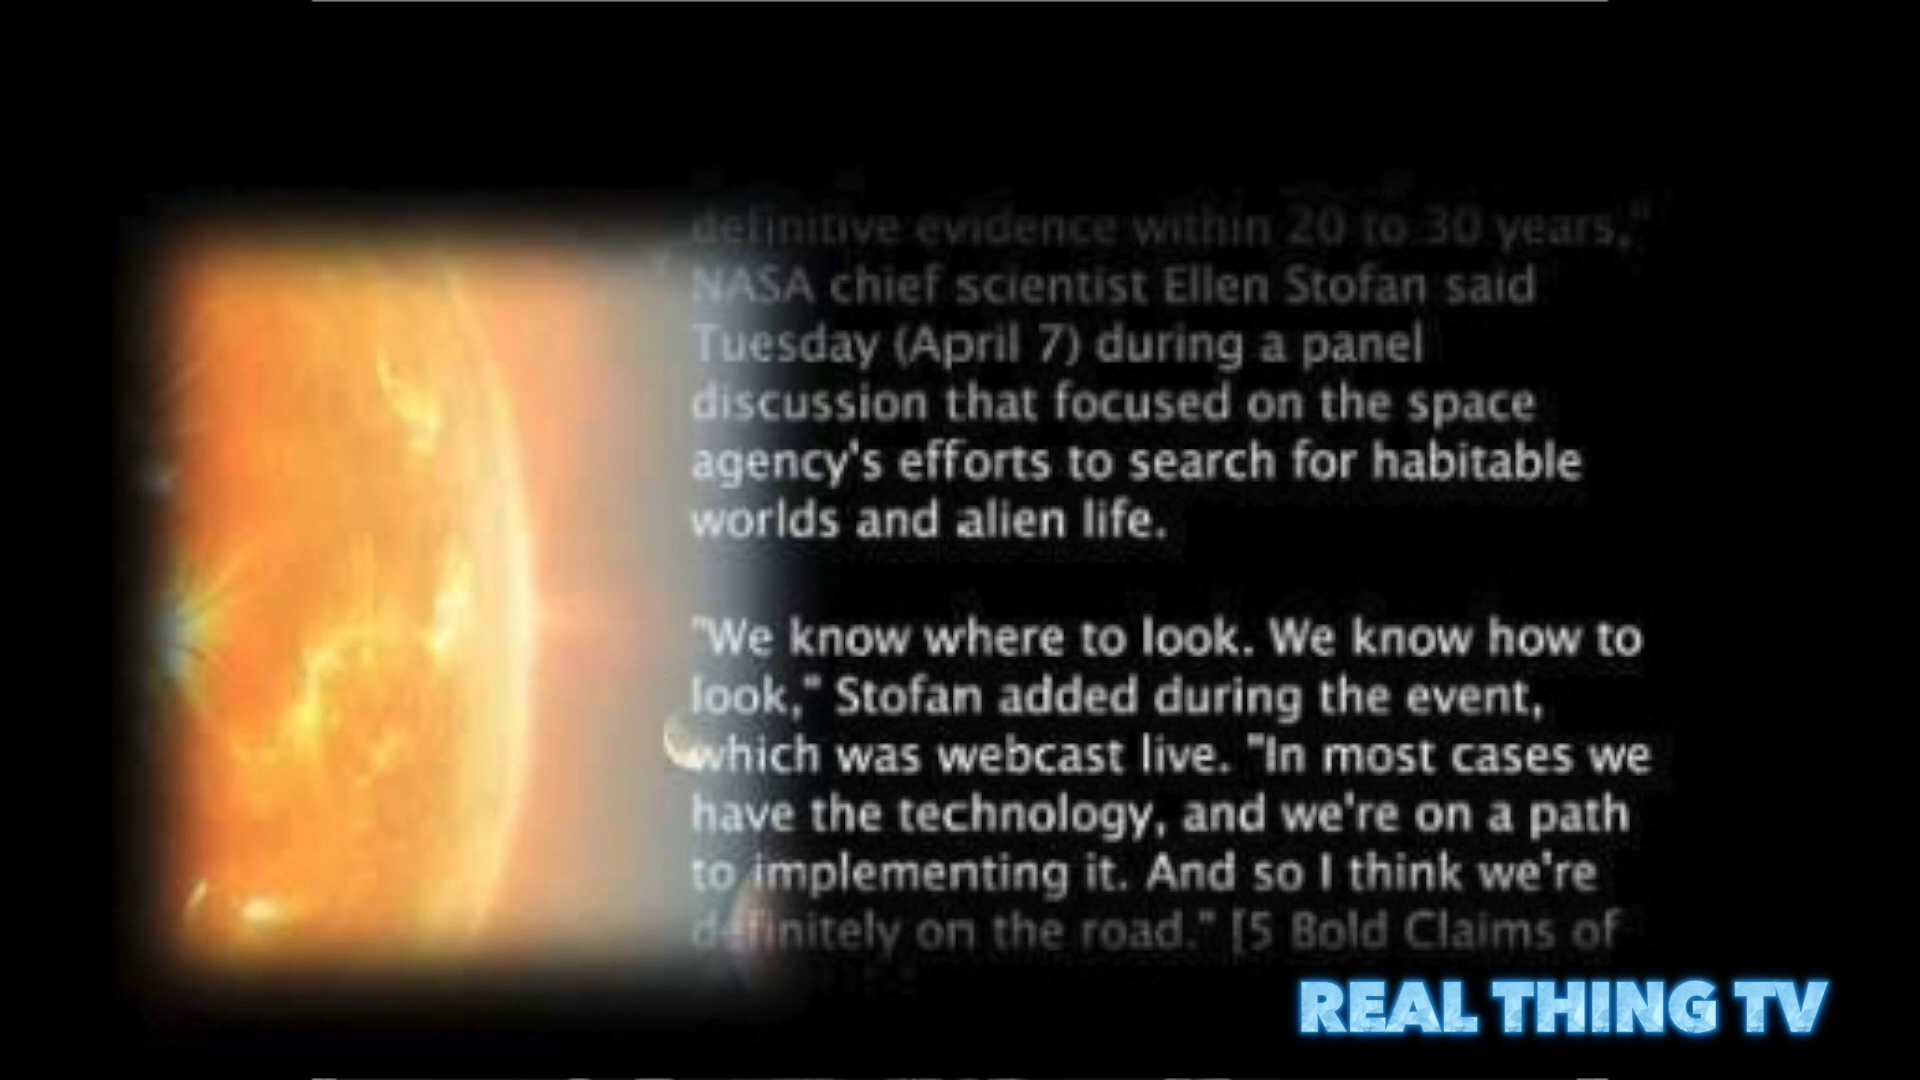 definitive evidence within 20 to 30 years,"
NASA chief scientist Ellen Stofan said
Tuesday (April 7) during a panel
discussion that focused on the space
agency's efforts to search for habitable
worlds and alien life.
"We know where to look. We know how to
look," Stofan added during the event,
which was webcast live. "In most cases we
have the technology, and we're on a path
to implementing it. And so I think we're
definitely on the road." [5 Bold Claims of
REAL THING TV